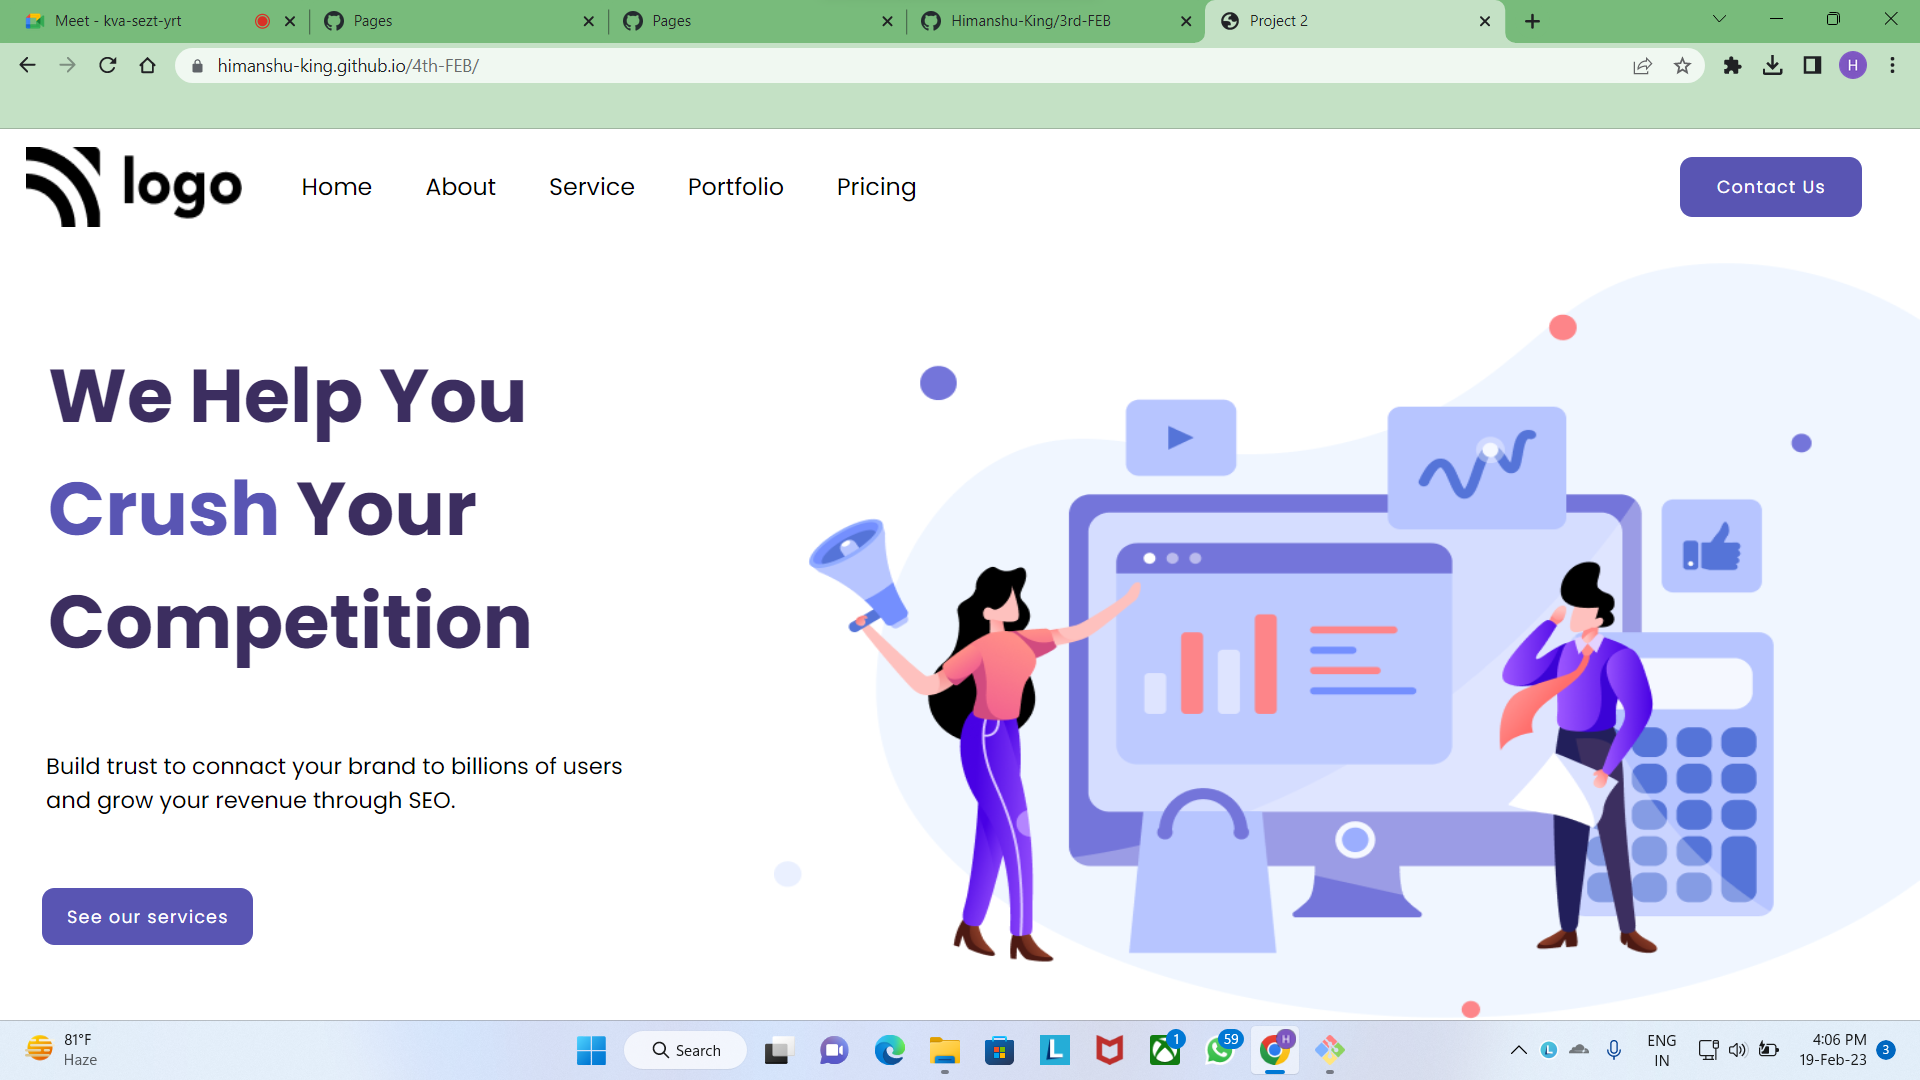 Meet - kva-sezt-yrt
Pages
Pages
Himanshu-King/3rd-FEB
Project 2
himanshu-king.github.io/4th-FEB/
H
logo
Home
About
Service
Portfolio
Pricing
Contact Us
We Help You
Crush Your
Competition
Build trust to connact your brand to billions of users
and grow your revenue through SEO.
See our services
81°F
Haze
Search
L
1
59
H
L
ENG
IN
4:06 PM
19-Feb-23
3